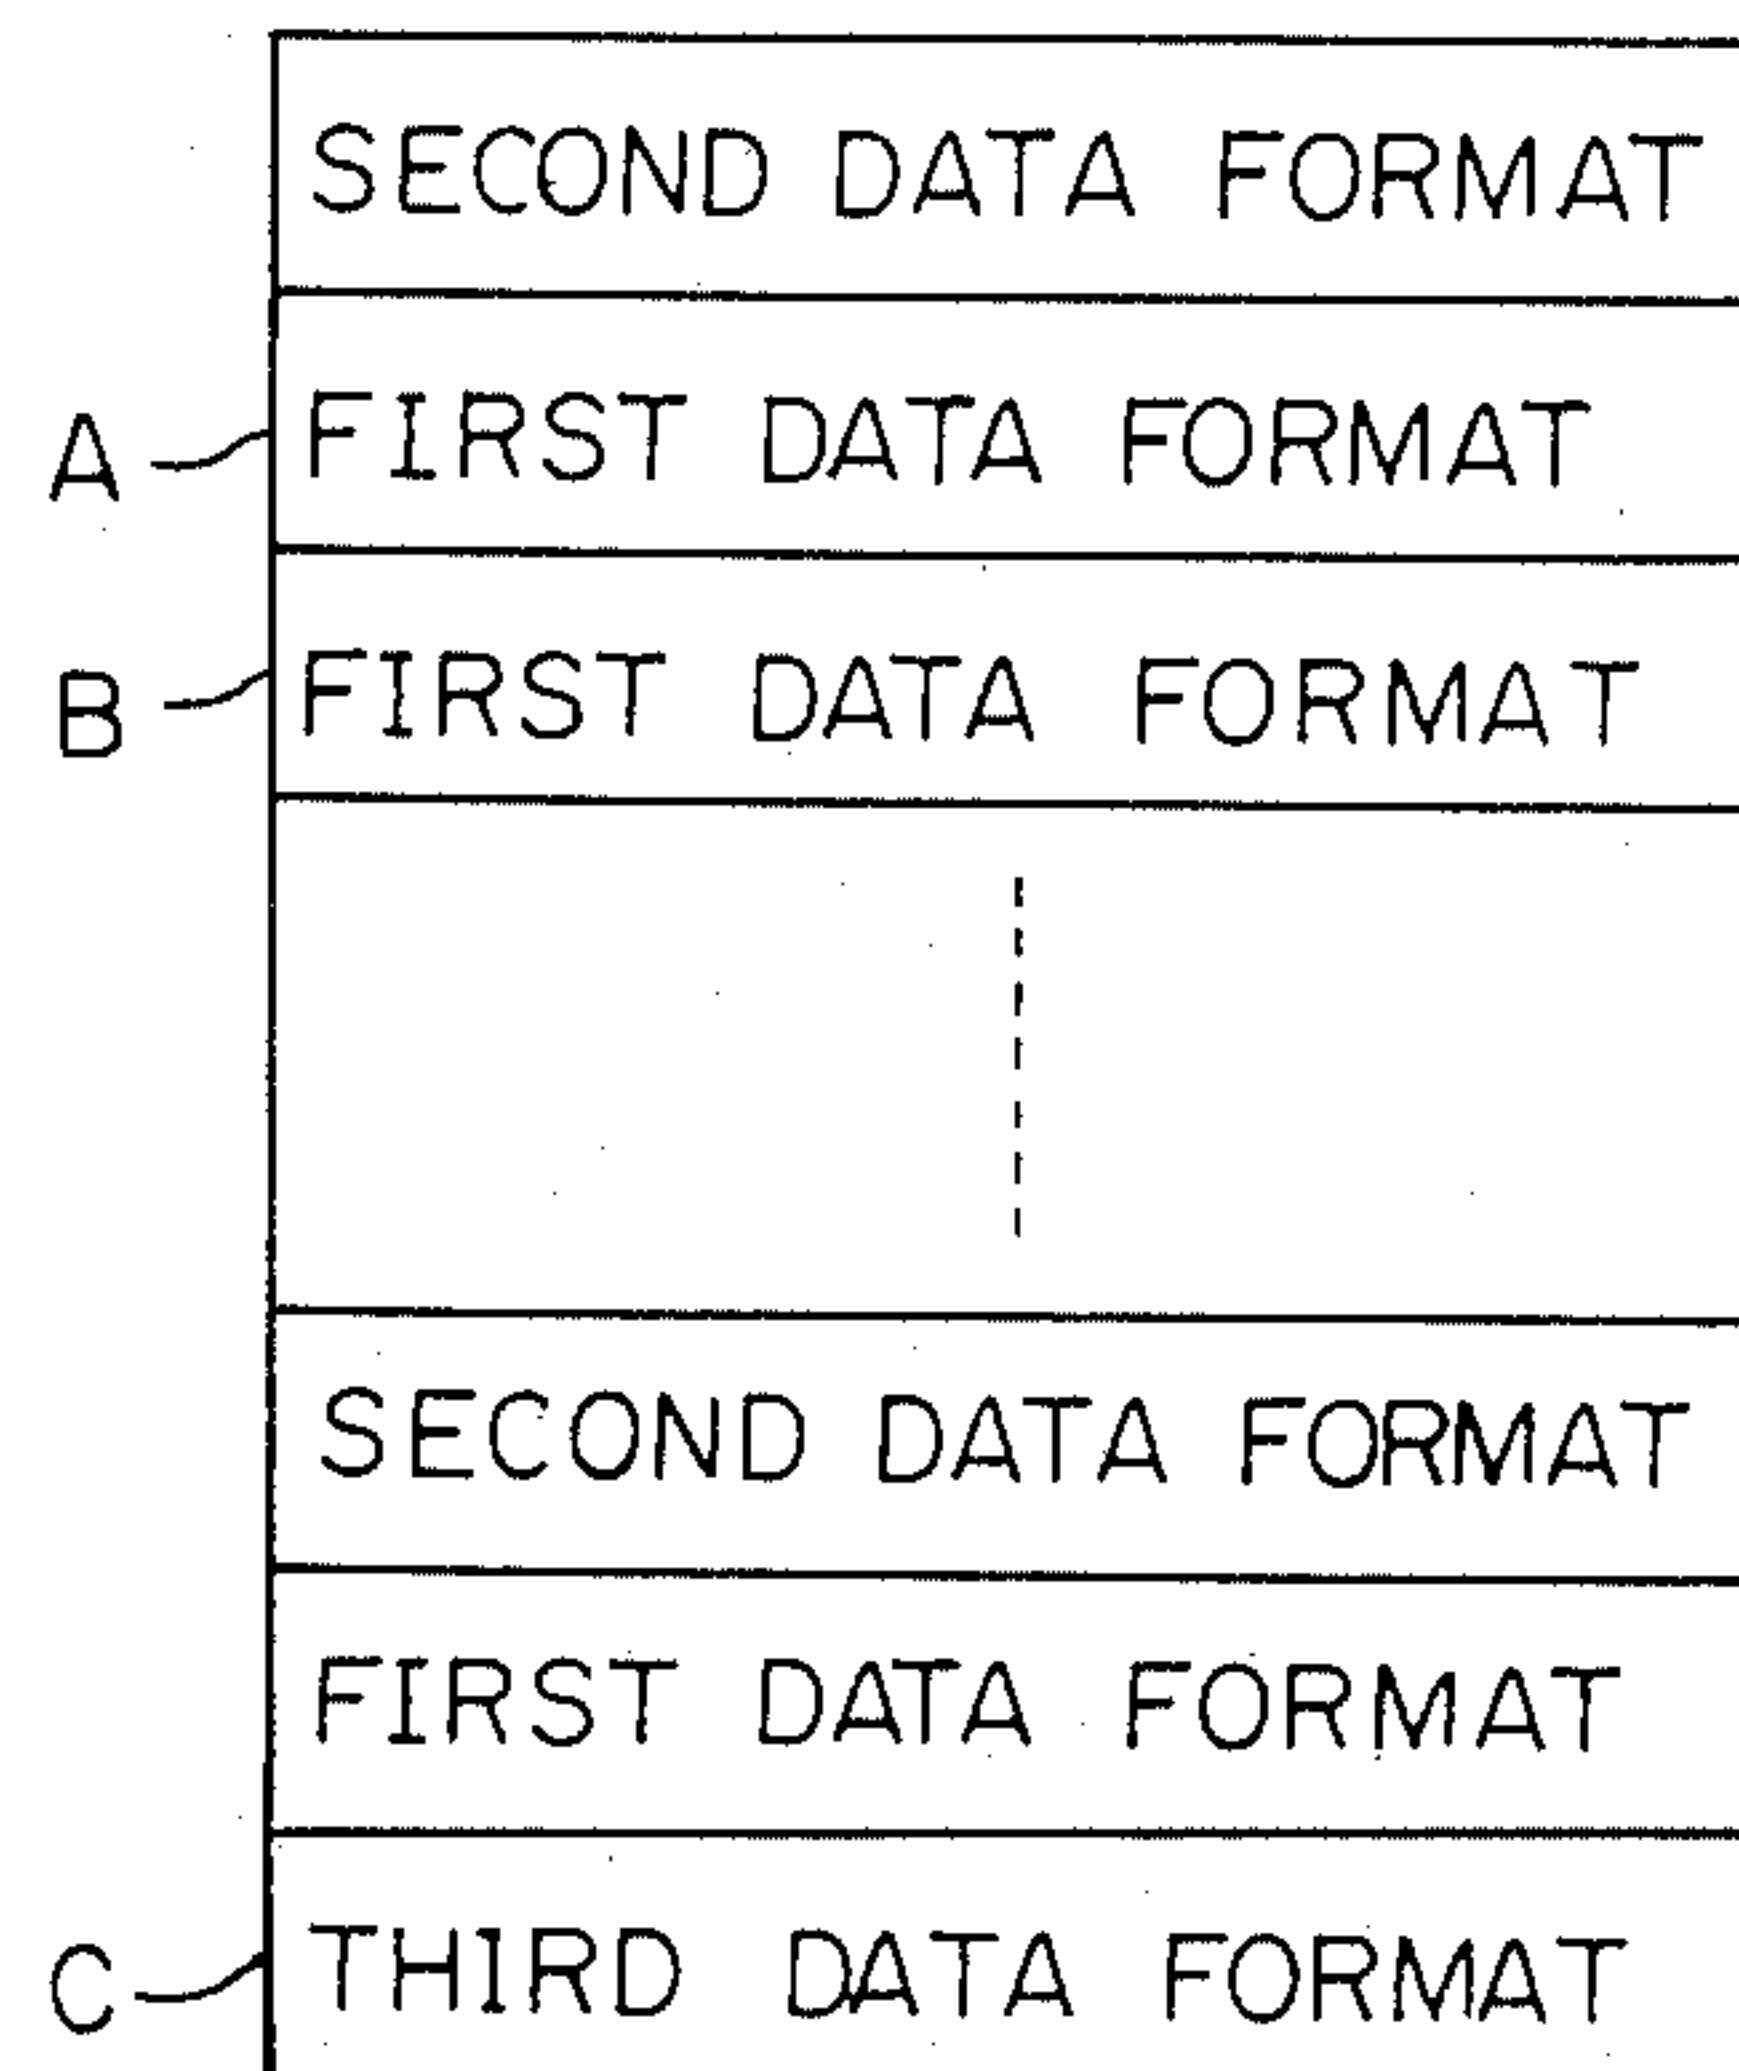 SECOND DATA FORMAT
A FIRST DATA FORMAT
B FIRST DATA FORMAT
SECOND DATA FORMAT
FIRST DATA FORMAT
C THIRD DATA FORMAT